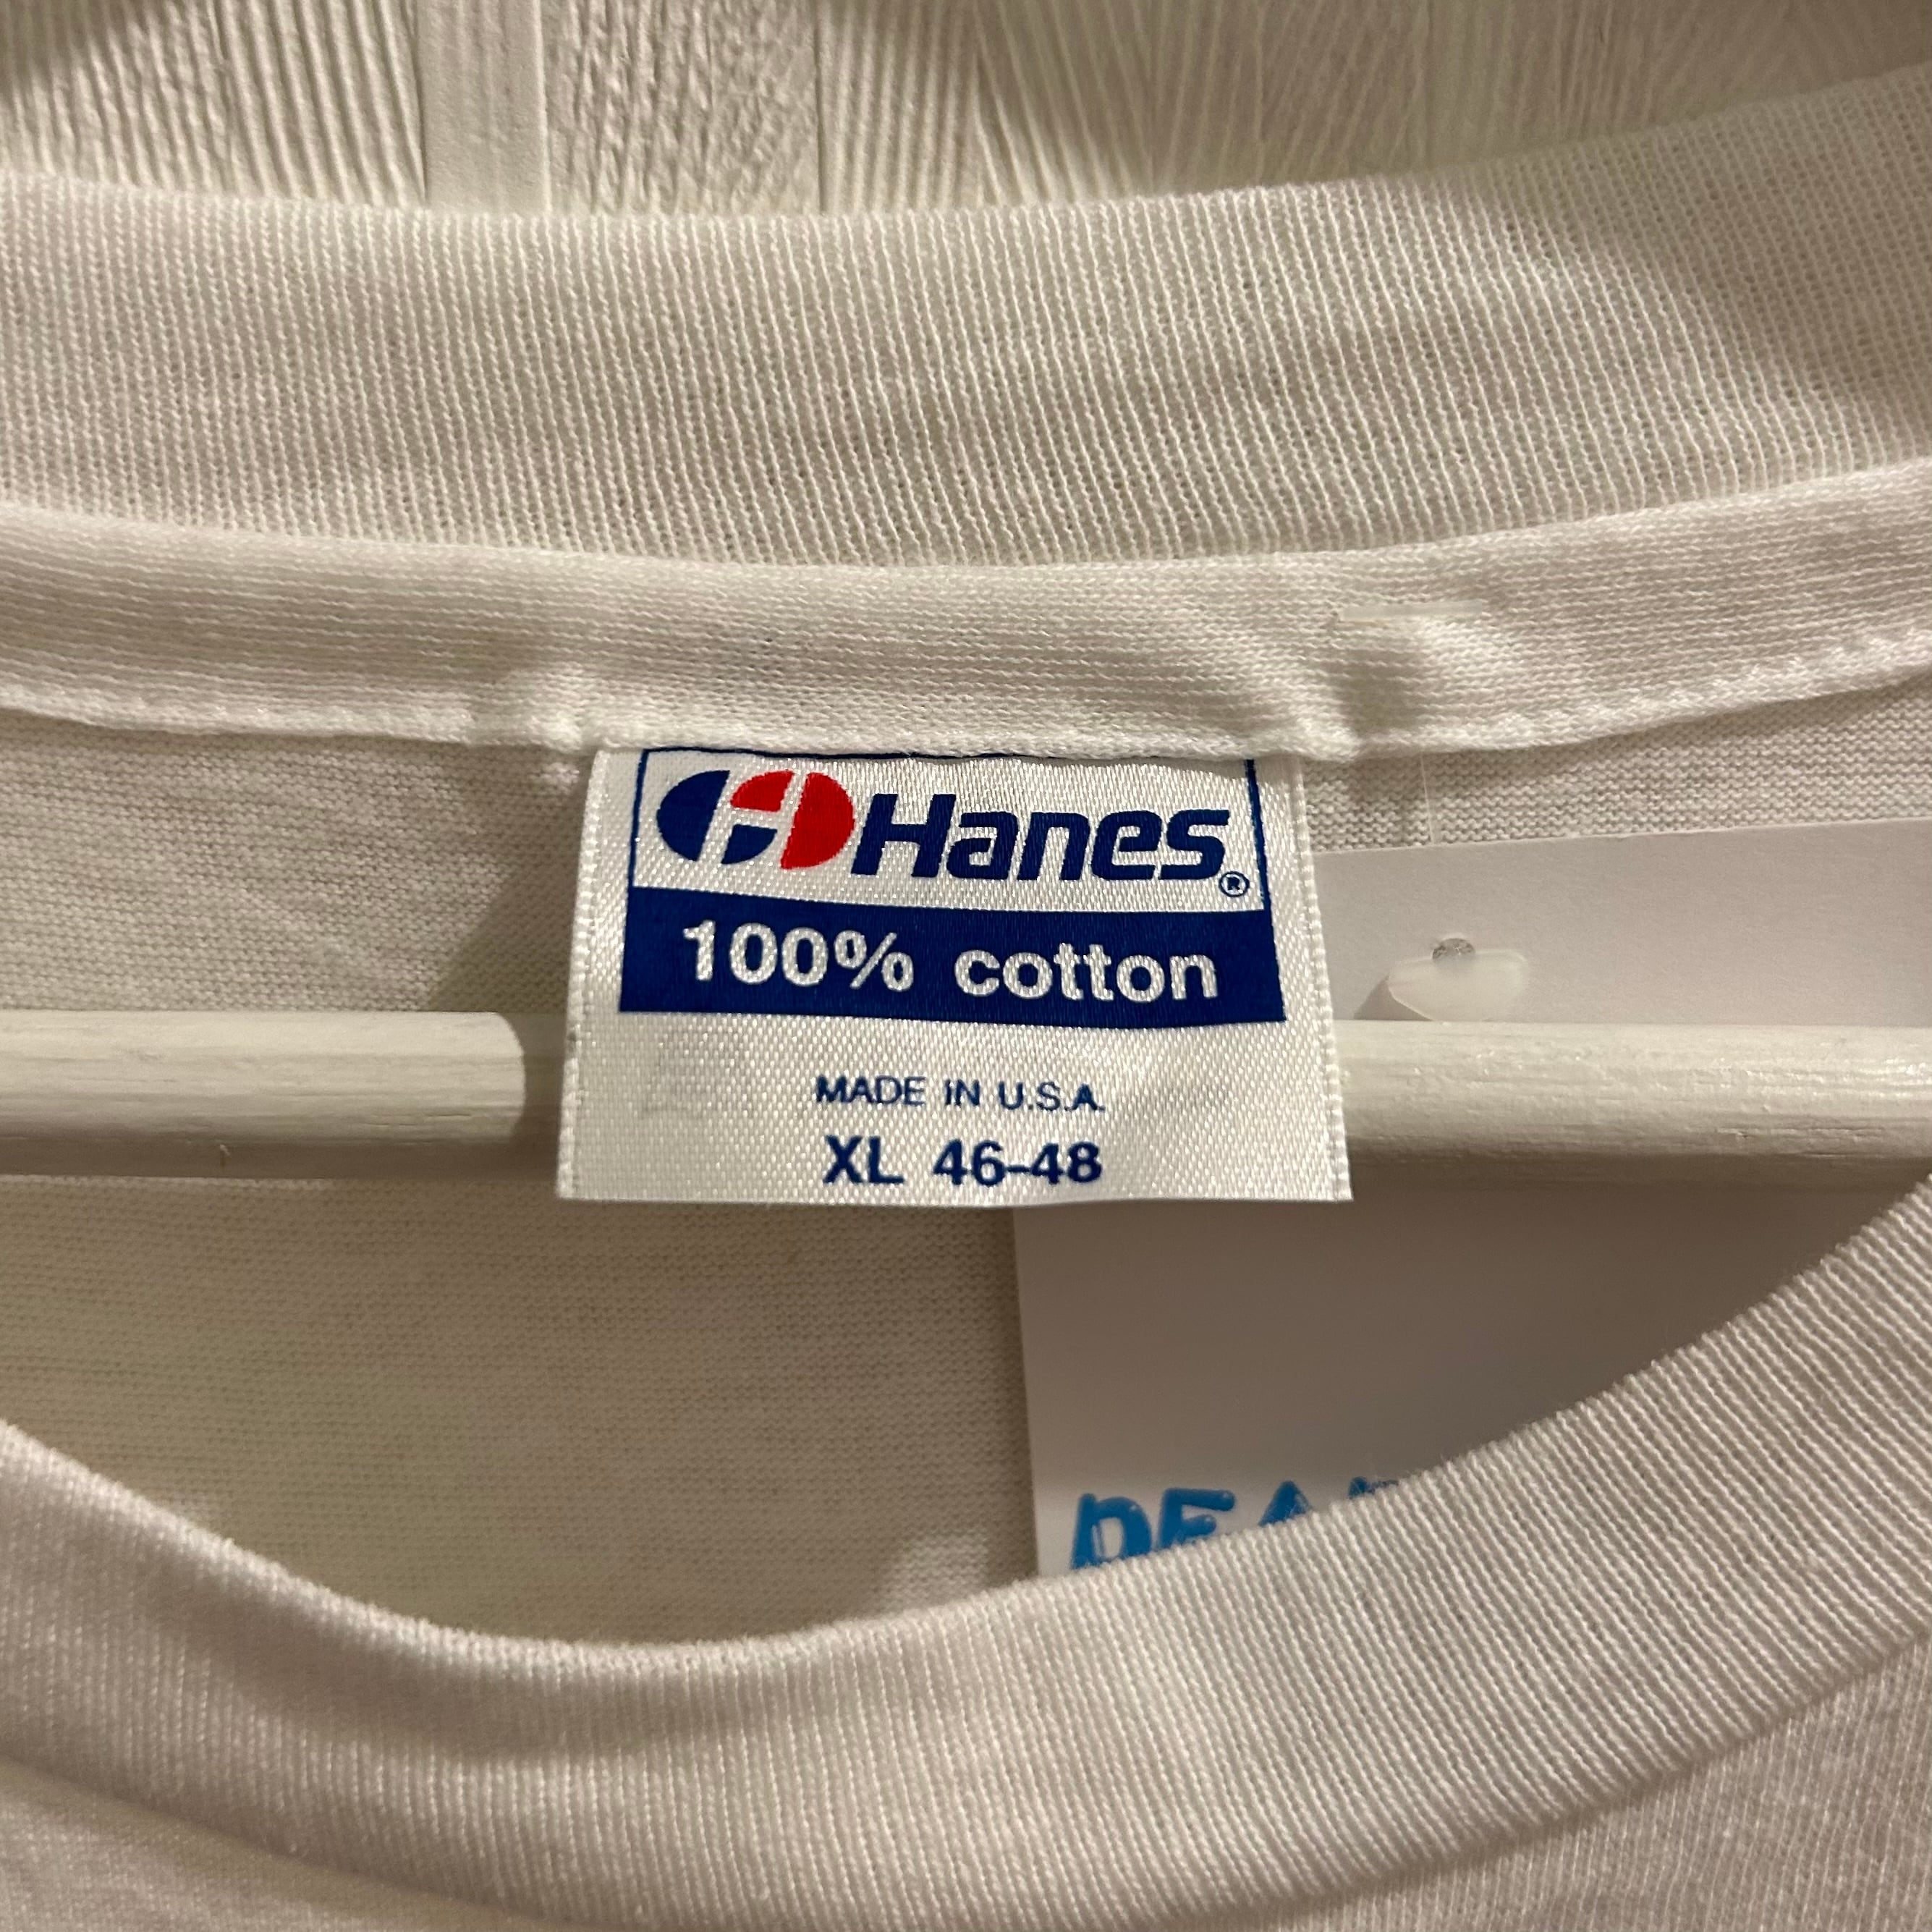 Hanes®
100% cotton
MADE IN U.S.A.
XL 46-48